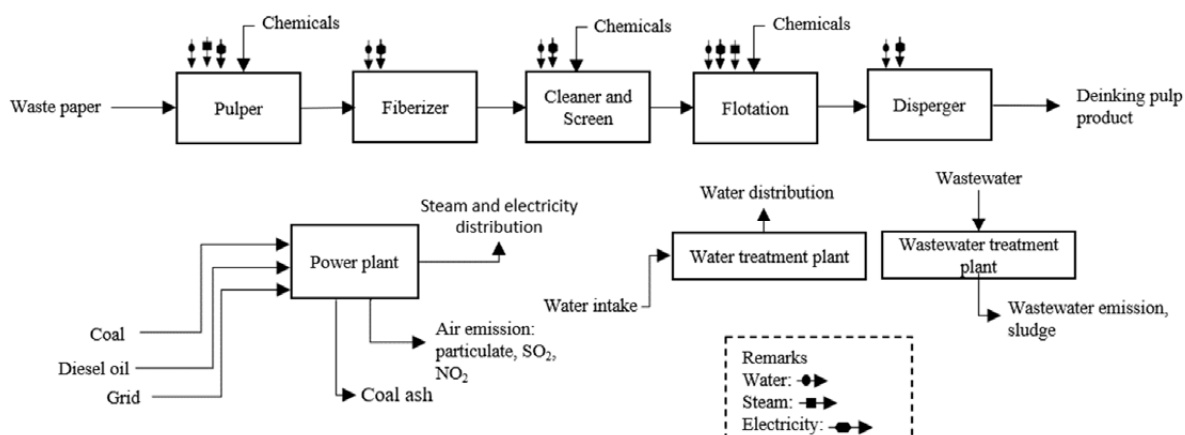 Chemicals
Chemicals
Chemicals
Waste paper
Pulper
Fiberizer
Cleaner and
Screen
Flotation
Disperger
Deinking pulp
product
Steam and electricity
distribution
Power plant
Coal
Diesel oil
Grid
Air emission:
particulate, SO₂,
NO₂
Coal ash
Water distribution
Water treatment plant
Water intake
Wastewater
Wastewater treatment
plant
Wastewater emission,
sludge
Remarks
Water:
Steam:
Electricity: